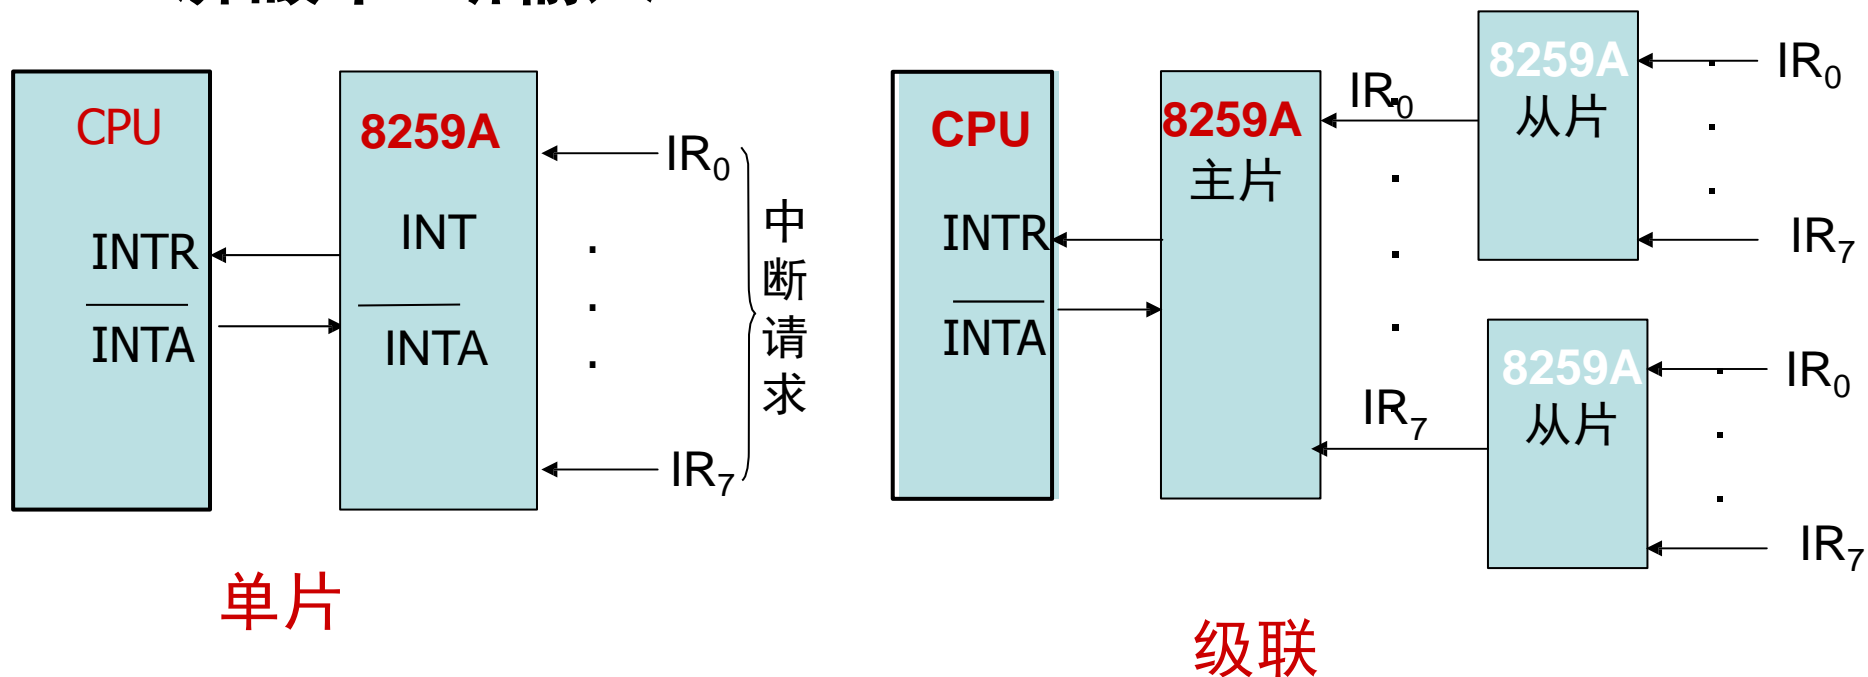 CPU
INTR
INTA
8259A
INT
INTA
IR0
.
.
.
IR7
中断请求
单片
CPU
INTR
INTA
8259A
主片
IR0
IR7
8259A
从片
IR0
IR7
8259A
从片
IR0
IR7
级联